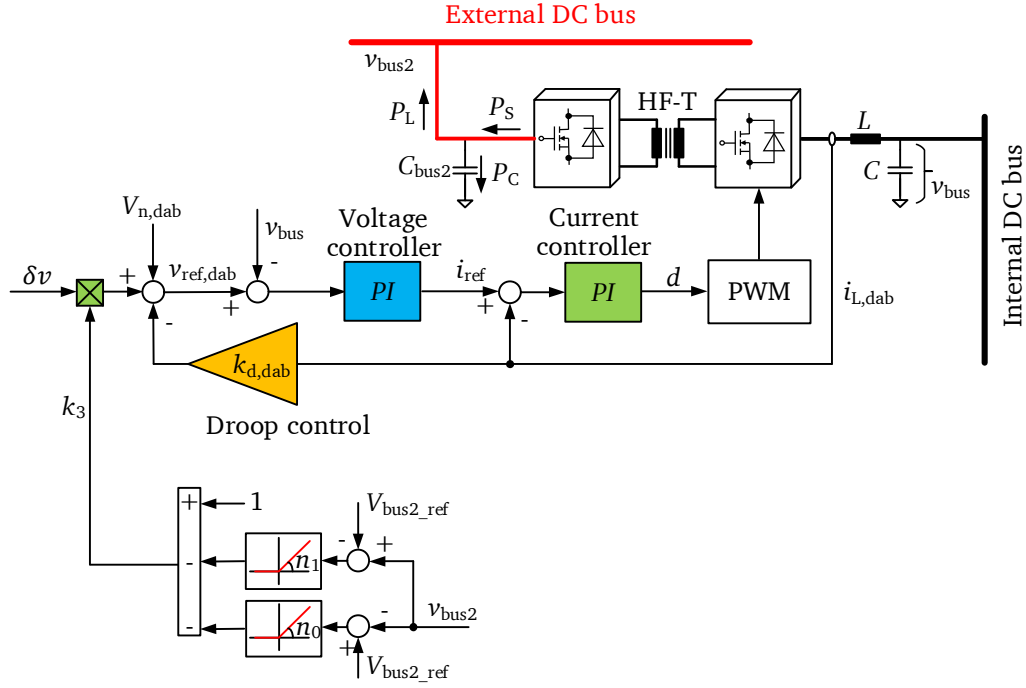 External DC bus
v_bus2
P_L
P_S
HF-T
L
C_bus2
P_C
C
v_bus
Internal DC bus
V_n,dab
v_bus
Voltage
controller
Current
controller
δv
+
v_ref,dab
-
+
PI
i_ref
+
PI
d
PWM
i_L,dab
-
-
k_d,dab
k_3
Droop control
+
1
V_bus2_ref
-
+
-
n_1
-
v_bus2
-
n_0
+
V_bus2_ref